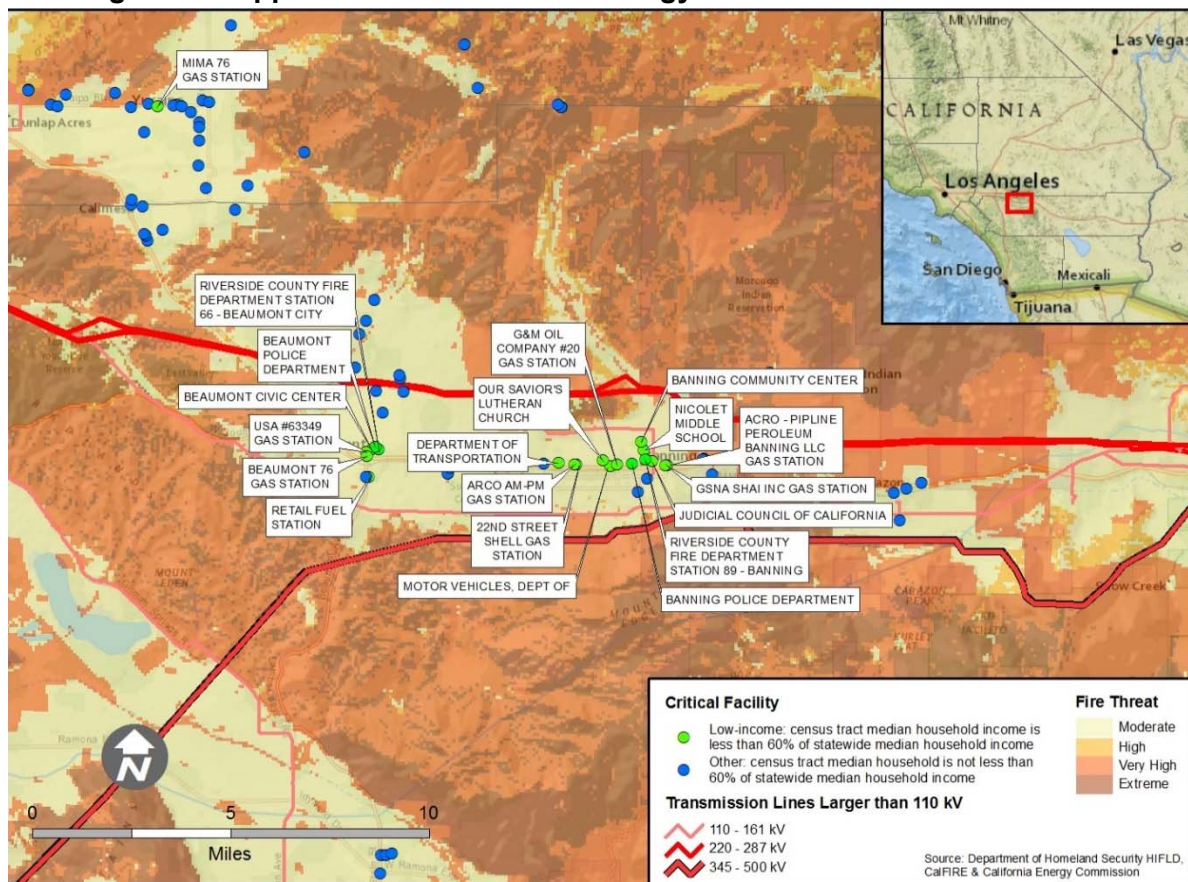 MIMA 76
GAS STATION
Dunlap Acres
Calimesa
RIVERSIDE COUNTY FIRE
DEPARTMENT STATION
66 - BEAUMONT CITY
BEAUMONT
POLICE
DEPARTMENT
BEAUMONT CIVIC CENTER
USA #63349
GAS STATION
BEAUMONT 76
GAS STATION
RETAIL FUEL
STATION
G&M OIL
COMPANY #20
GAS STATION
OUR SAVIOR'S
LUTHERAN
CHURCH
DEPARTMENT OF
TRANSPORTATION
ARCO AM-PM
GAS STATION
22ND STREET
SHELL GAS
STATION
MOTOR VEHICLES, DEPT OF
BANNING COMMUNITY CENTER
NICOLET
MIDDLE
SCHOOL
ACRO - PIPLINE
PEROLEUM
BANNING LLC
GAS STATION
GSNA SHAI INC GAS STATION
JUDICIAL COUNCIL OF CALIFORNIA
RIVERSIDE COUNTY
FIRE DEPARTMENT
STATION 89 - BANNING
BANNING POLICE DEPARTMENT
Morongo
Indian
Reservation
MOUNT
EDEN
CABAZON
PEAK
Mt Whitney
Las Vegas
CALIFORNIA
Los Angeles
San Diego
Mexicali
Tijuana
N
0 5 10
Miles
Critical Facility
Low-income: census tract median household income is
less than 60% of statewide median household income
Other: census tract median household is not less than
60% of statewide median household income
Transmission Lines Larger than 110 kV
110 - 161 kV
220 - 287 kV
345 - 500 kV
Fire Threat
Moderate
High
Very High
Extreme
Source: Department of Homeland Security HIFLD,
CalFIRE & California Energy Commission